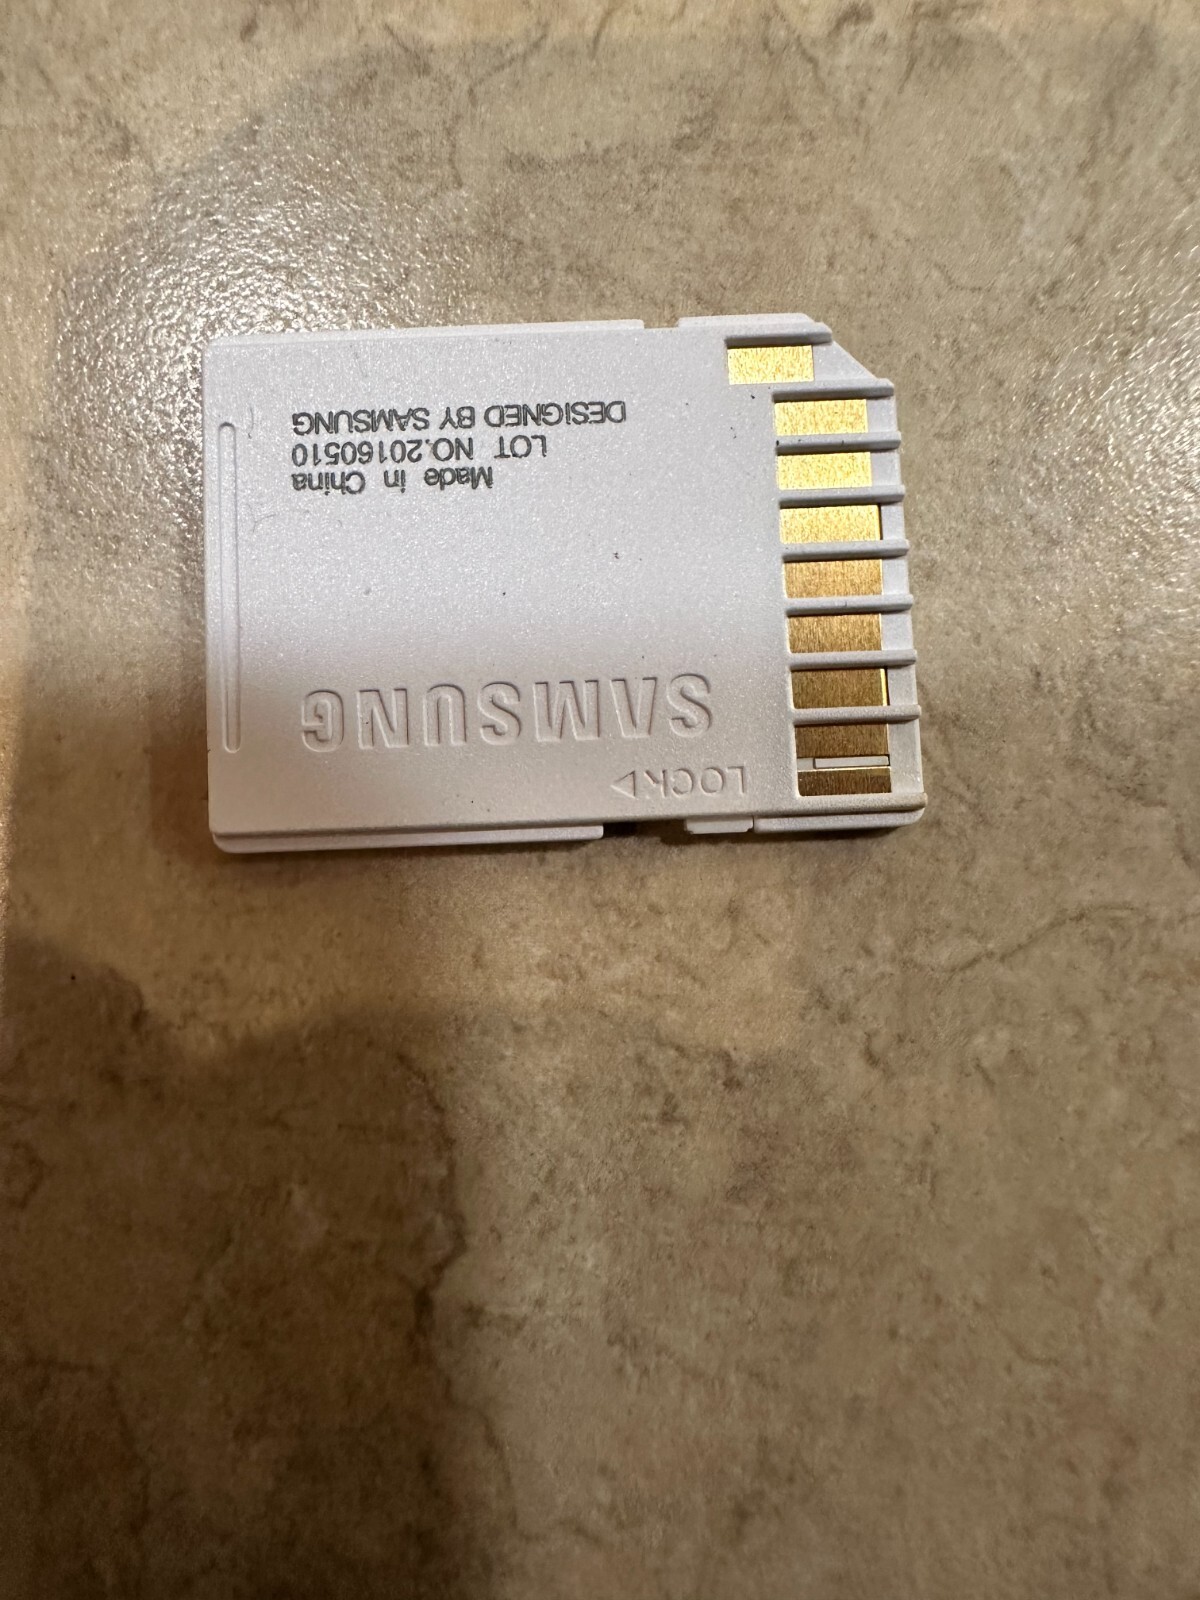 LOCK
SAMSUNG
Made in China
LOT NO.20160510
DESIGNED BY SAMSUNG